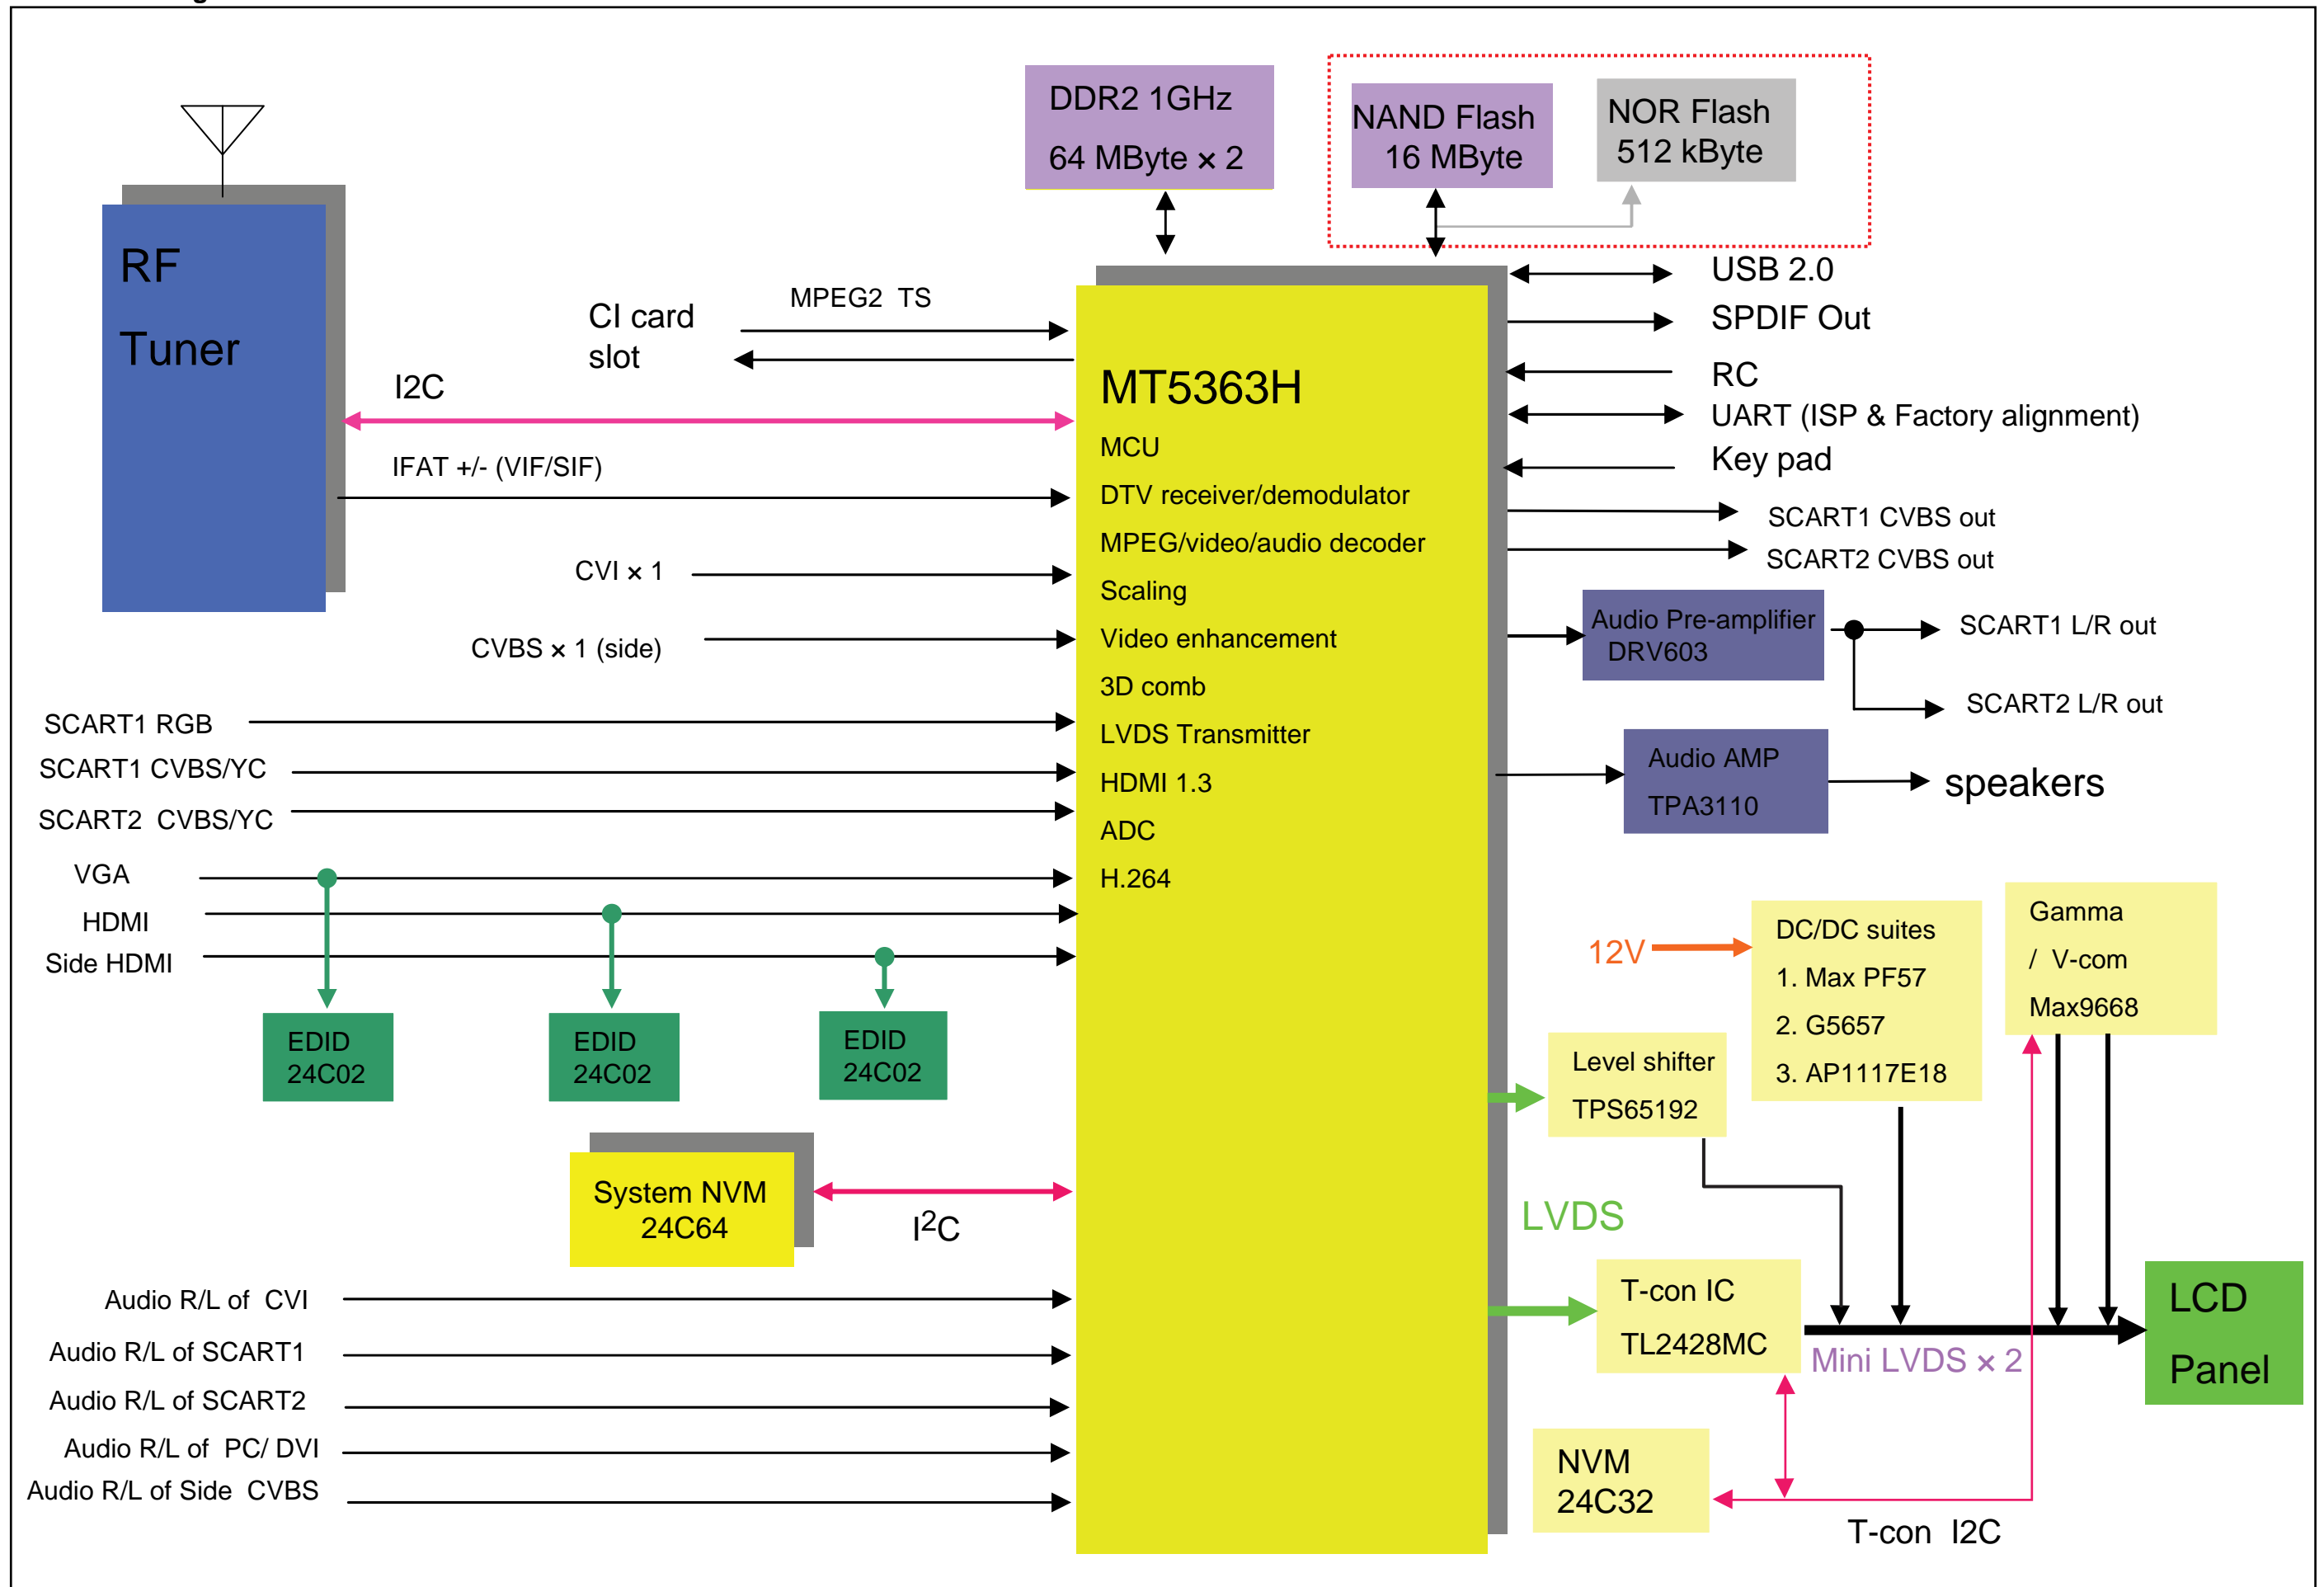 DDR2 1GHz
64 MByte × 2
NAND Flash
16 MByte
NOR Flash
512 kByte
RF
Tuner
CI card
slot
MPEG2 TS
I2C
IFAT +/- (VIF/SIF)
CVI × 1
CVBS × 1 (side)
SCART1 RGB
SCART1 CVBS/YC
SCART2 CVBS/YC
VGA
HDMI
Side HDMI
EDID
24C02
EDID
24C02
EDID
24C02
System NVM
24C64
I²C
Audio R/L of CVI
Audio R/L of SCART1
Audio R/L of SCART2
Audio R/L of PC/ DVI
Audio R/L of Side CVBS
MT5363H
MCU
DTV receiver/demodulator
MPEG/video/audio decoder
Scaling
Video enhancement
3D comb
LVDS Transmitter
HDMI 1.3
ADC
H.264
USB 2.0
SPDIF Out
RC
UART (ISP & Factory alignment)
Key pad
SCART1 CVBS out
SCART2 CVBS out
Audio Pre-amplifier
DRV603
SCART1 L/R out
SCART2 L/R out
Audio AMP
TPA3110
speakers
12V
DC/DC suites
1. Max PF57
2. G5657
3. AP1117E18
Gamma
/ V-com
Max9668
Level shifter
TPS65192
LVDS
T-con IC
TL2428MC
Mini LVDS × 2
LCD
Panel
NVM
24C32
T-con I2C